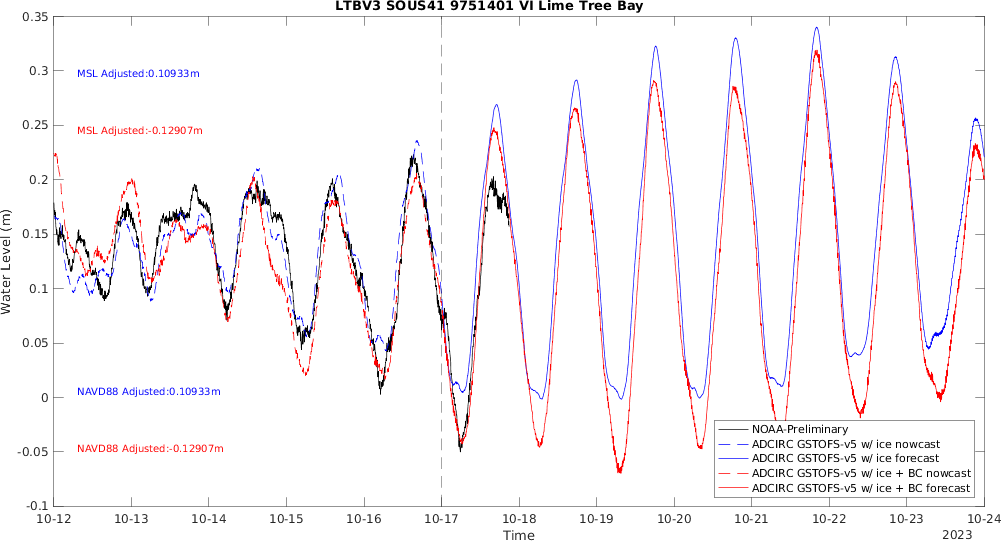 LTBV3 SOUS41 9751401 VI Lime Tree Bay
0.35
0.3
0.25
0.2
0.15
0.1
0.05
0
-0.05
-0.1
Water Level (m)
MSL Adjusted:0.10933m
MSL Adjusted:-0.12907m
NAVD88 Adjusted:0.10933m
NAVD88 Adjusted:-0.12907m
NOAA-Preliminary
ADCIRC GSTOFS-v5 w/ ice nowcast
ADCIRC GSTOFS-v5 w/ ice forecast
ADCIRC GSTOFS-v5 w/ ice + BC nowcast
ADCIRC GSTOFS-v5 w/ ice + BC forecast
10-12 10-13 10-14 10-15 10-16 10-17 10-18 10-19 10-20 10-21 10-22 10-23 10-24
Time
2023